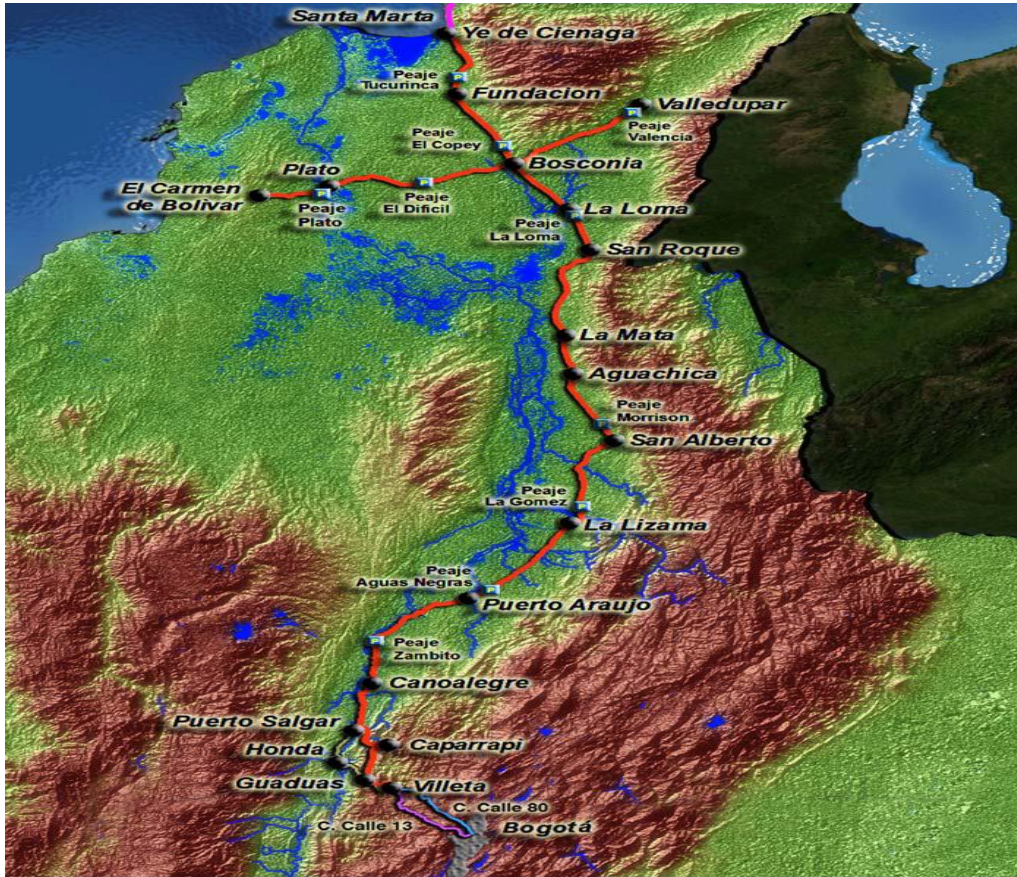 Santa Marta
Ye de Cienaga
Peaje
Tucurinca
Fundacion
Valledupar
Peaje
Valencia
Peaje
El Copey
Bosconia
Plato
El Carmen
de Bolivar
Peaje
Plato
Peaje
El Dificil
La Loma
Peaje
La Loma
San Roque
La Mata
Aguachica
Peaje
Morrison
San Alberto
Peaje
La Gomez
La Lizama
Peaje
Aguas Negras
Puerto Araujo
Peaje
Zambito
Canoalegre
Puerto Salgar
Caparrapi
Honda
Guaduas
Villeta
C. Calle 80
C. Calle 13
Bogotá